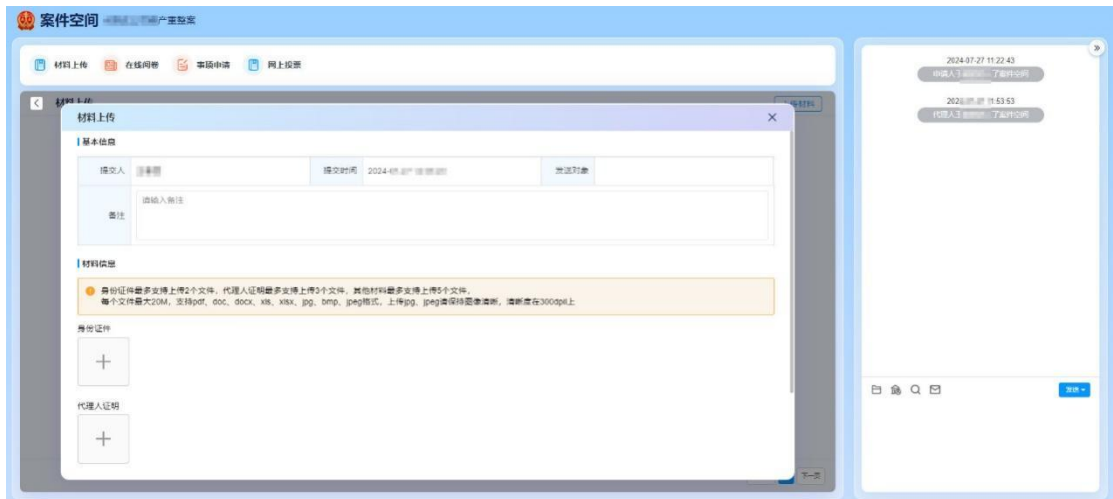 案件空间
产重整案
材料上传
在线问卷
事项申请
网上投票
材料上传
上传材料
材料上传
基本信息
提交人
提交时间 2024-
发送对象
备注
请输入备注
材料信息
身份证件最多支持上传2个文件，代理人证明最多支持上传3个文件，其他材料最多支持上传5个文件，
每个文件最大20M，支持pdf、doc、docx、xls、xlsx、jpg、bmp、jpeg格式，上传jpg、jpeg请保持图像清晰，清晰度在300dpi以上
身份证件
代理人证明
下一页
2024-07-27 11:22:43
申请人 了案件空间
11:53:53
代理人 了案件空间
发送